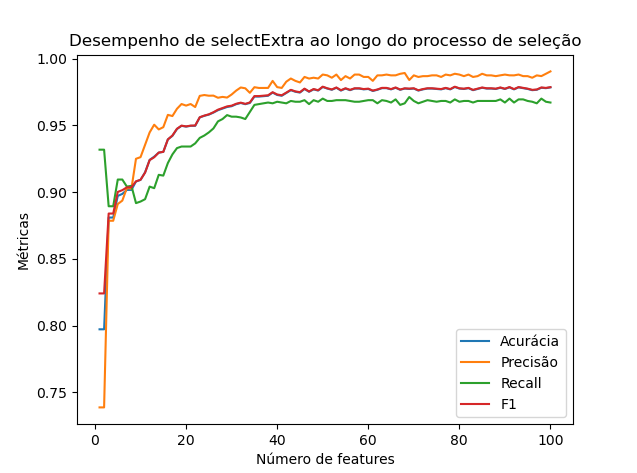 Desempenho de selectExtra ao longo do processo de seleção
1.00
0.95
0.90
0.85
0.80
0.75
Métricas
0
20
40
60
80
100
Número de features
Acurácia
Precisão
Recall
F1